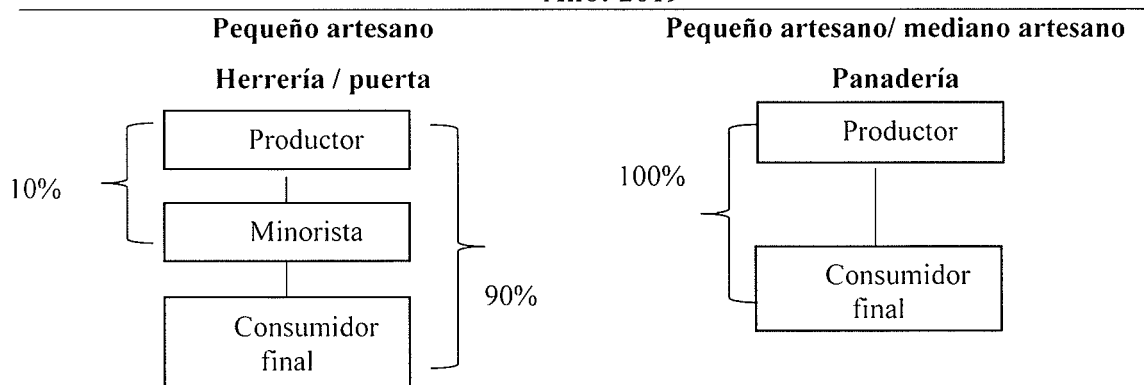 Pequeño artesano
Herrería / puerta
Productor
10%
Minorista
90%
Consumidor
final
Pequeño artesano/ mediano artesano
Panadería
Productor
100%
Consumidor
final